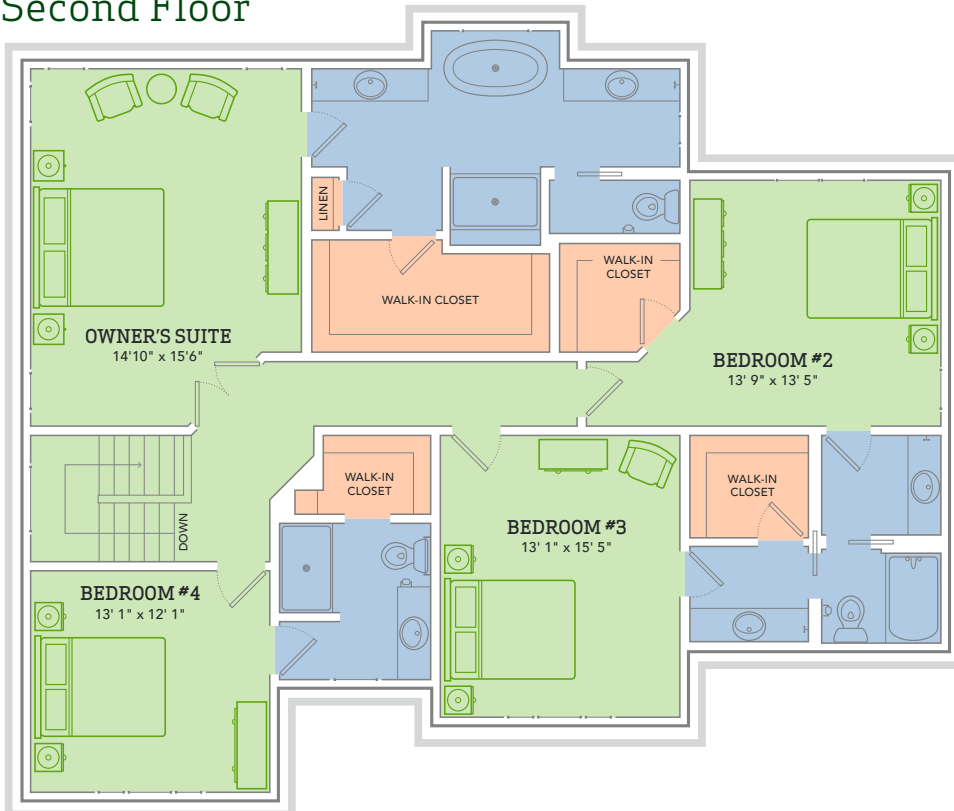 Second Floor
LINEN
WALK-IN CLOSET
WALK-IN
CLOSET
OWNER'S SUITE
14'10" x 15'6"
BEDROOM #2
13' 9" x 13' 5"
WALK-IN
CLOSET
WALK-IN
CLOSET
DOWN
BEDROOM #3
13' 1" x 15' 5"
BEDROOM #4
13' 1" x 12' 1"